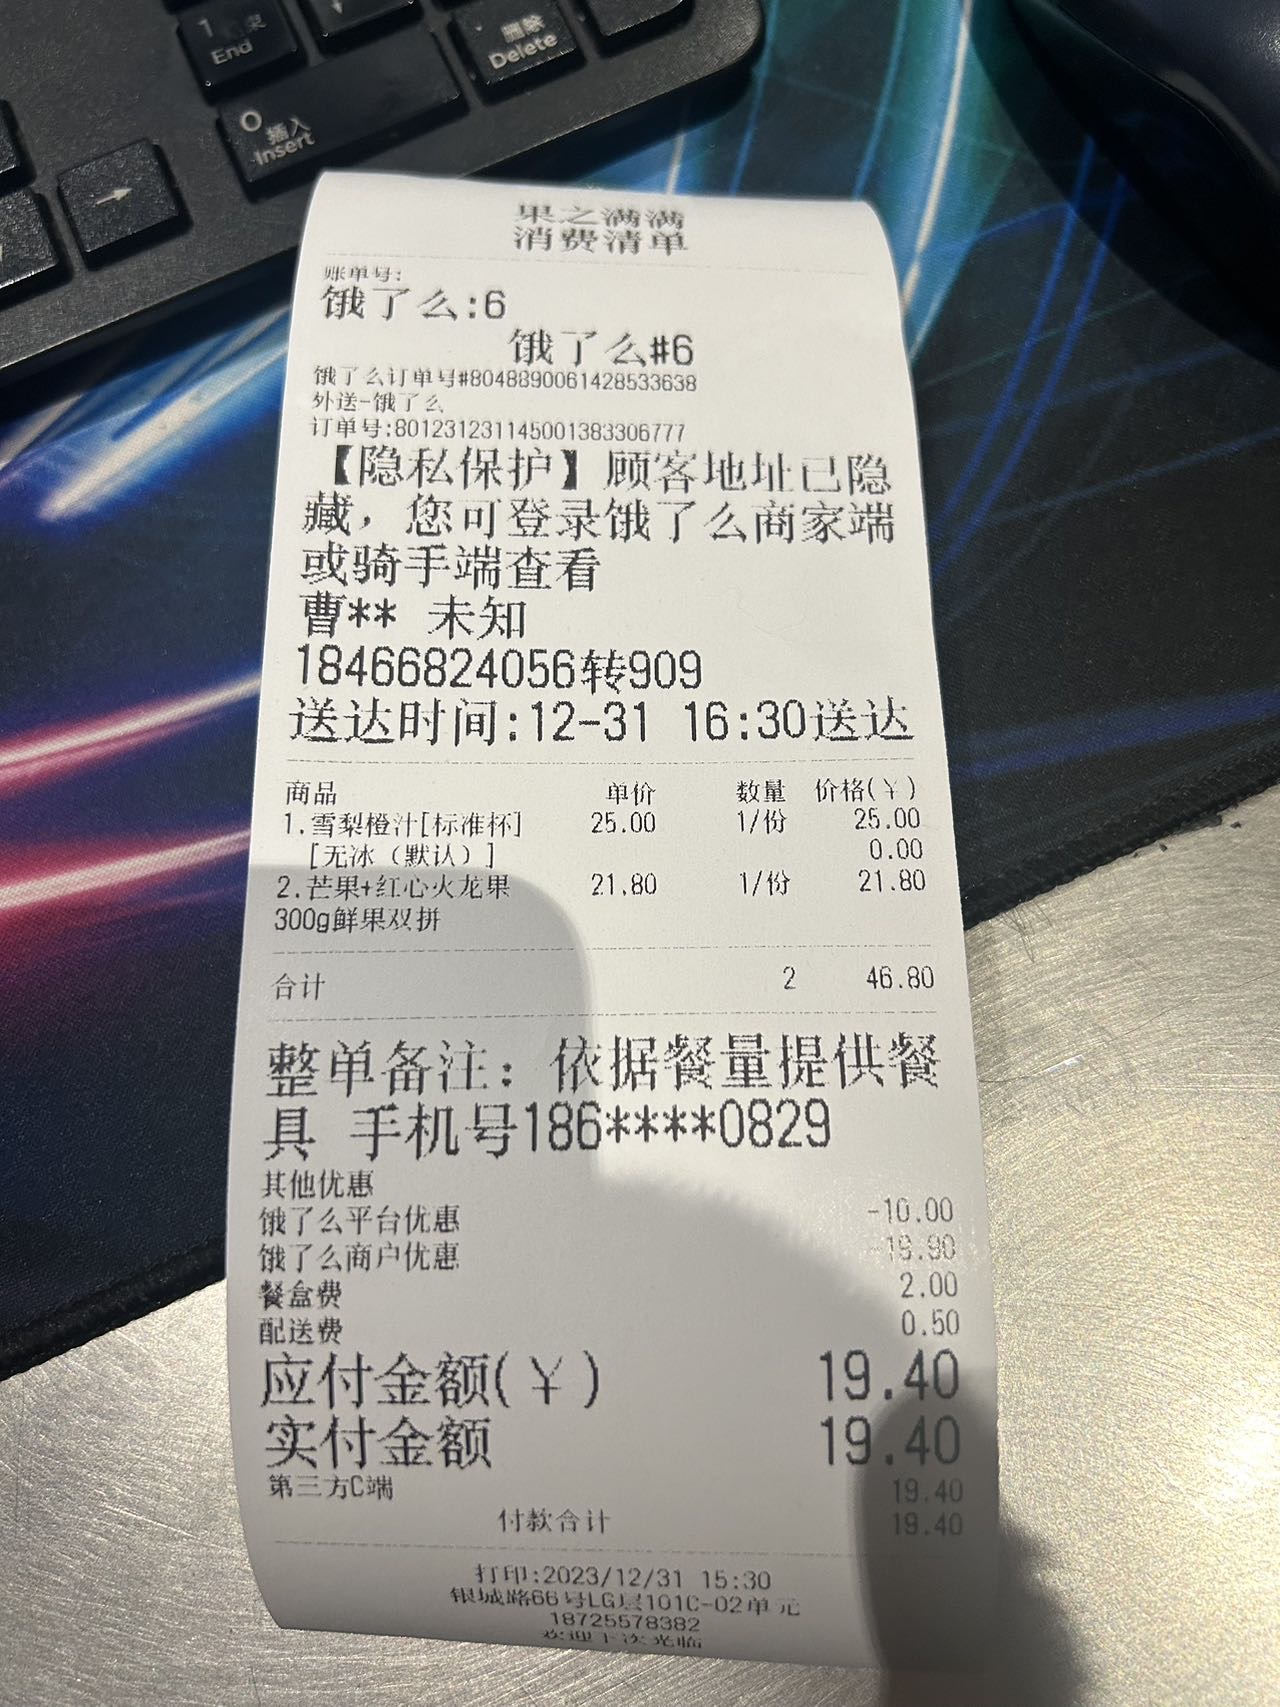 1 结束
End
删除
Delete
0 插入
Insert
→
果之满满
消费清单
账单号:
饿了么:6
饿了么#6
饿了么订单号#8048890061428533638
外送-饿了么
订单号:801231231145001383306777
【隐私保护】顾客地址已隐
藏，您可登录饿了么商家端
或骑手端查看
曹** 未知
18466824056转909
送达时间:12-31 16:30送达
商品 单价 数量 价格(¥)
1.雪梨橙汁[标准杯] 25.00 1/份 25.00
[无冰（默认）] 0.00
2.芒果+红心火龙果 21.80 1/份 21.80
300g鲜果双拼
合计 2 46.80
整单备注: 依据餐量提供餐
具 手机号186****0829
其他优惠
饿了么平台优惠 -10.00
饿了么商户优惠 -19.90
餐盒费 2.00
配送费 0.50
应付金额(¥) 19.40
实付金额 19.40
第三方C端 19.40
付款合计 19.40
打印:2023/12/31 15:30
银城路66号LG层101C-02单元
18725578382
欢迎下次光临